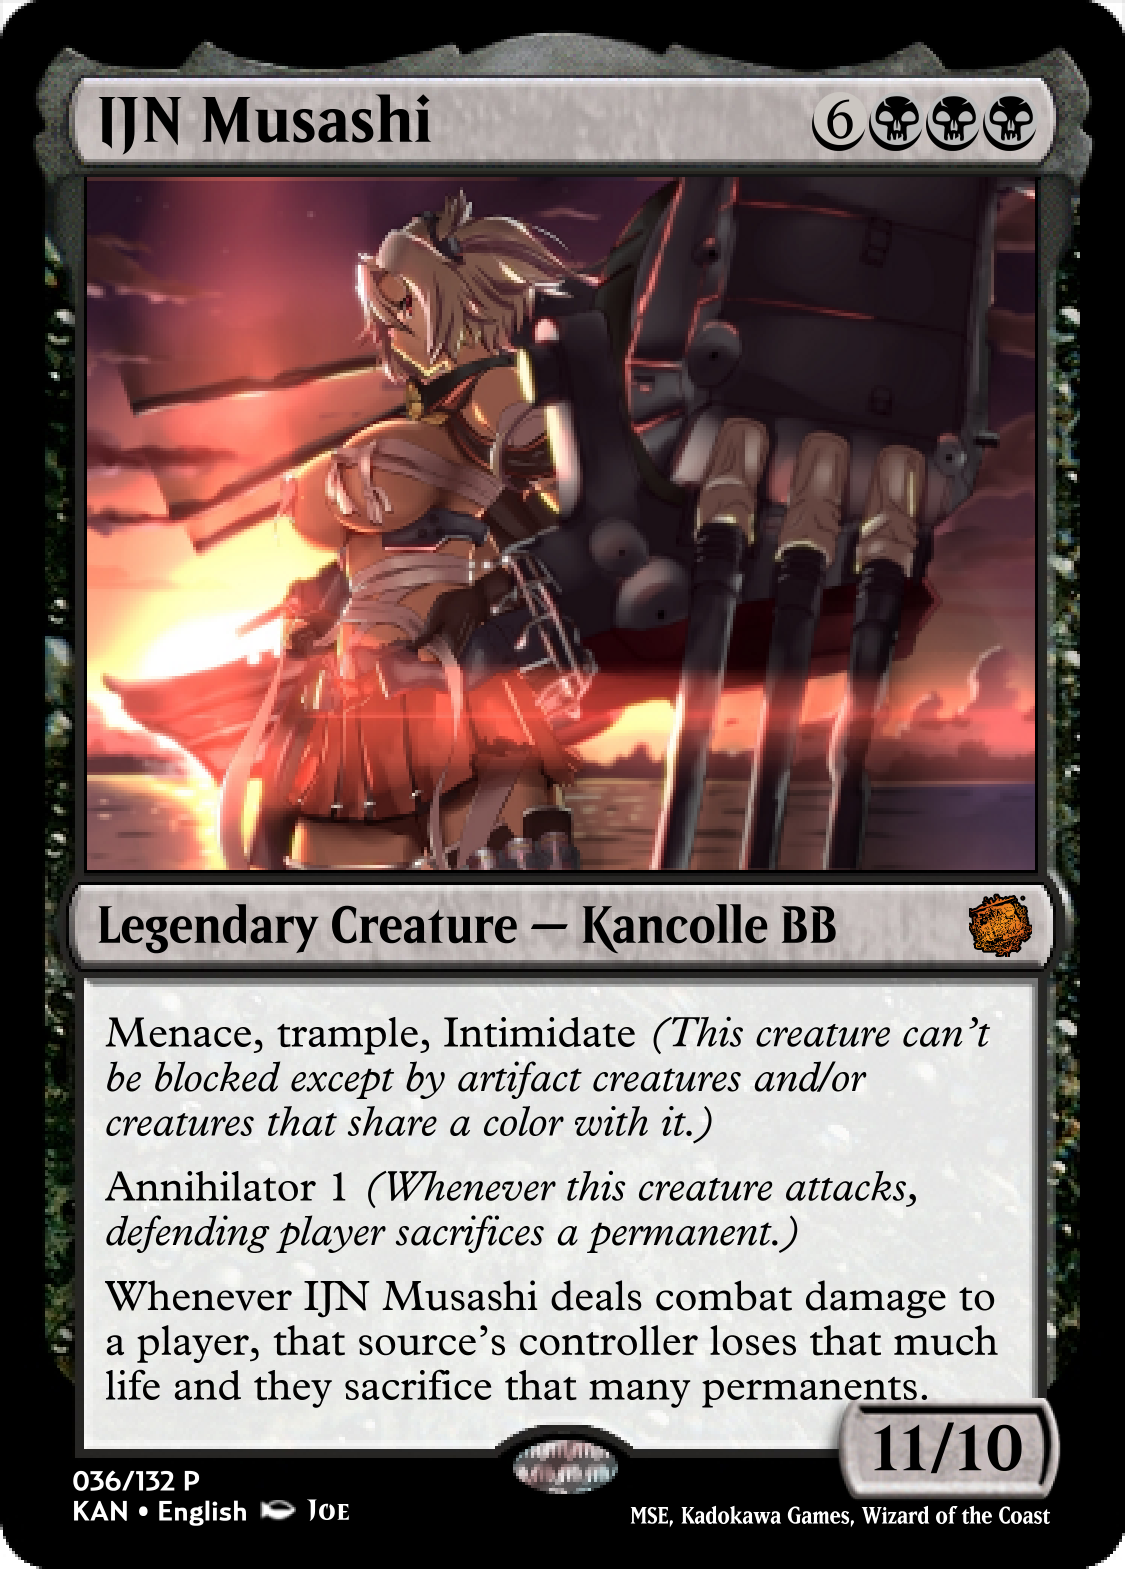 IJN Musashi 6
Legendary Creature — Kancolle BB
Menace, trample, Intimidate (This creature can't
be blocked except by artifact creatures and/or
creatures that share a color with it.)
Annihilator 1 (Whenever this creature attacks,
defending player sacrifices a permanent.)
Whenever IJN Musashi deals combat damage to
a player, that source's controller loses that much
life and they sacrifice that many permanents.
11/10
036/132 P
KAN • English JOE
MSE, Kadokawa Games, Wizard of the Coast